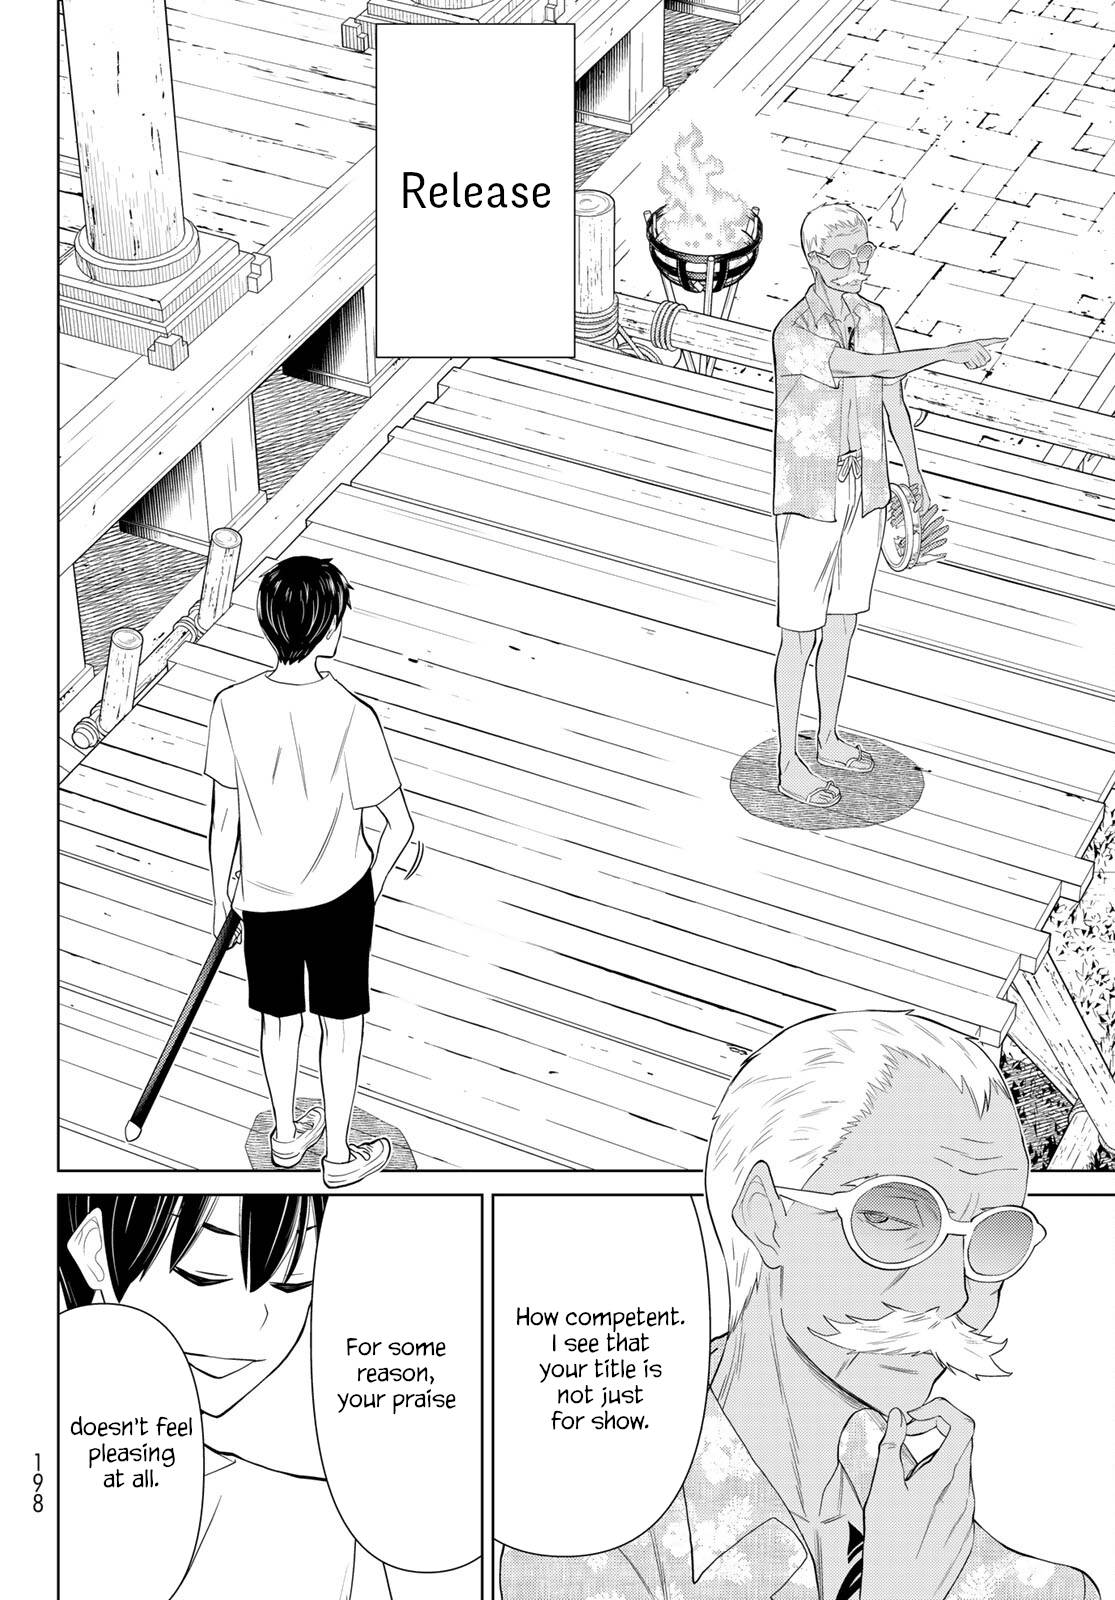 Release
How competent.
I see that
your title is
not just
for show.
For some
reason,
your praise
doesn't feel
pleasing
at all.
198